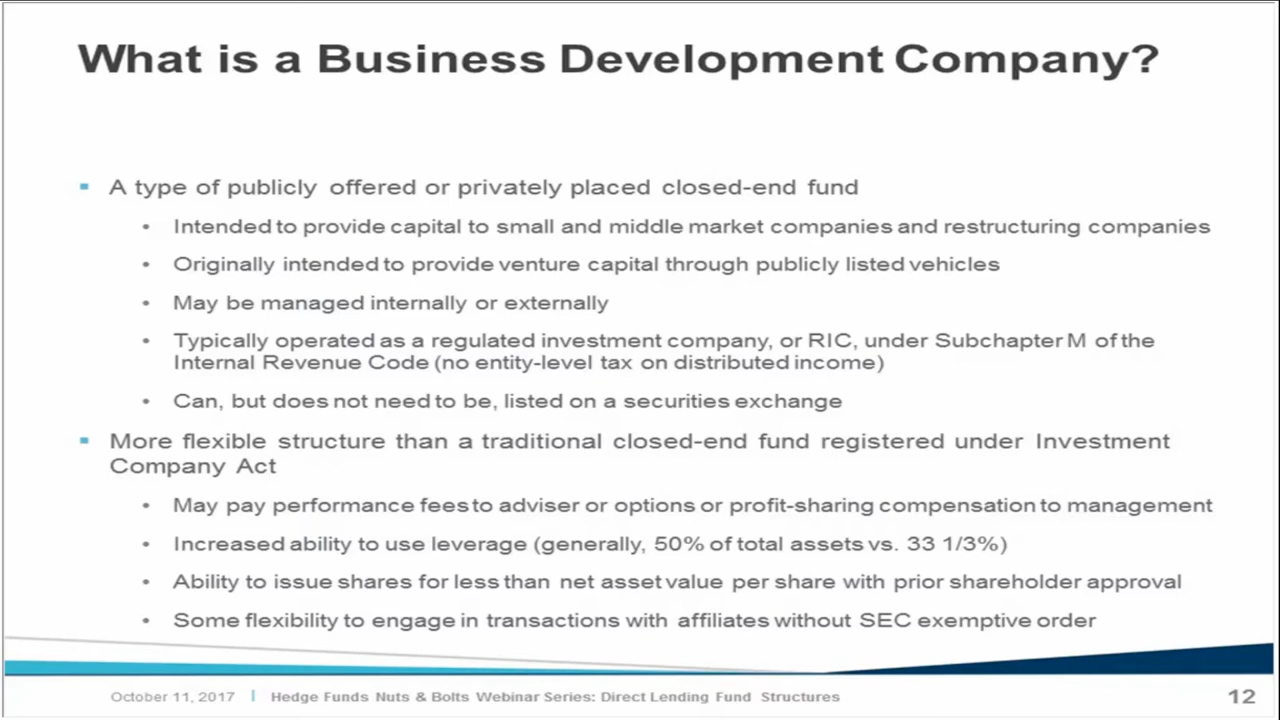 What is a Business Development Company?
▪ A type of publicly offered or privately placed closed-end fund
• Intended to provide capital to small and middle market companies and restructuring companies
• Originally intended to provide venture capital through publicly listed vehicles
• May be managed internally or externally
• Typically operated as a regulated investment company, or RIC, under Subchapter M of the
Internal Revenue Code (no entity-level tax on distributed income)
• Can, but does not need to be, listed on a securities exchange
▪ More flexible structure than a traditional closed-end fund registered under Investment
Company Act
• May pay performance fees to adviser or options or profit-sharing compensation to management
• Increased ability to use leverage (generally, 50% of total assets vs. 33 1/3%)
• Ability to issue shares for less than net asset value per share with prior shareholder approval
• Some flexibility to engage in transactions with affiliates without SEC exemptive order
October 11, 2017 | Hedge Funds Nuts & Bolts Webinar Series: Direct Lending Fund Structures 12